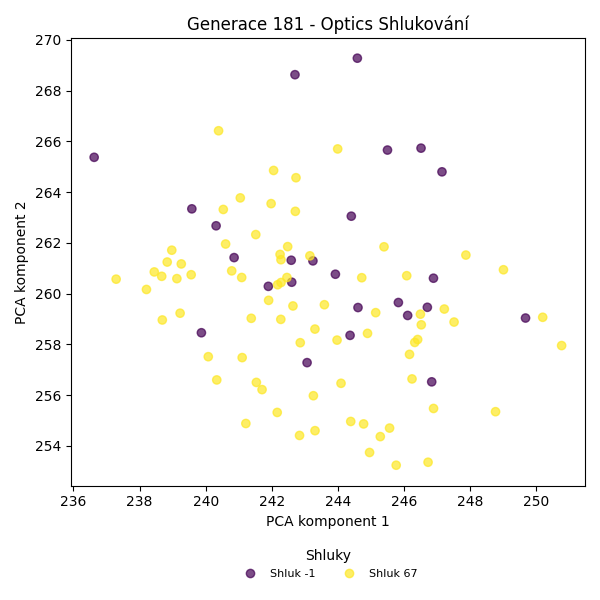 Generace 181 - Optics Shlukování
270
268
266
264
262
260
258
256
254
PCA komponent 2
236 238 240 242 244 246 248 250
PCA komponent 1
Shluky
Shluk -1 Shluk 67